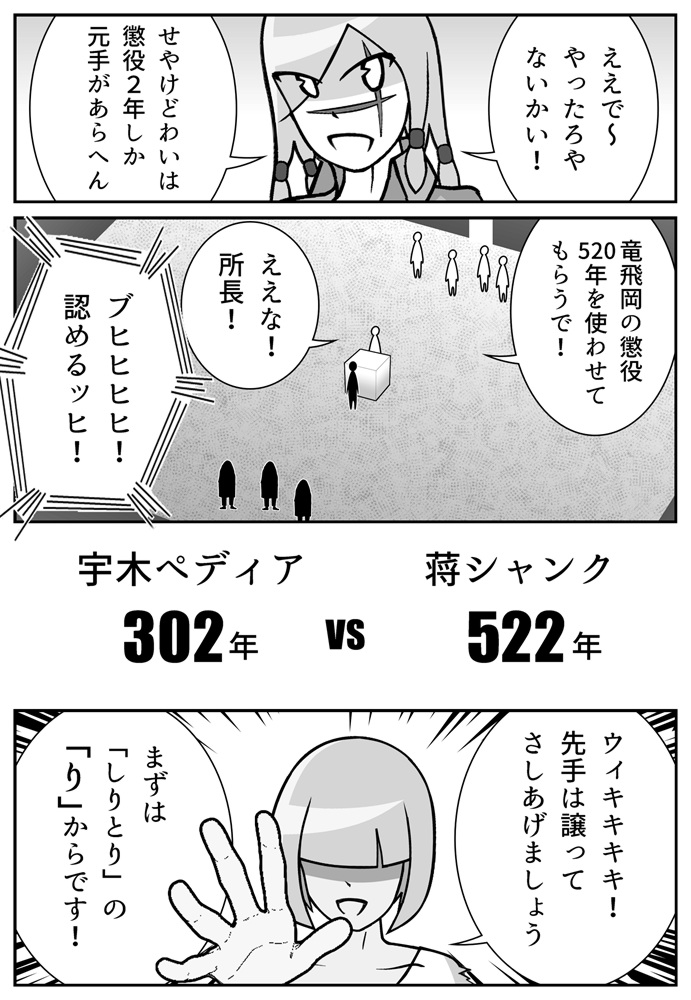 ええで〜
やったろや
ないかい！
せやけどわいは
懲役２年しか
元手があらへん
竜飛岡の懲役
520年を使わせて
もらうで！
ええな！
所長！
ブヒヒヒヒ！
認めるッヒ！
宇木ペディア
302年
vs
蒋シャンク
522年
ウィキキキキ！
先手は譲って
さしあげましょう
まずは
「しりとり」の
「り」からです！